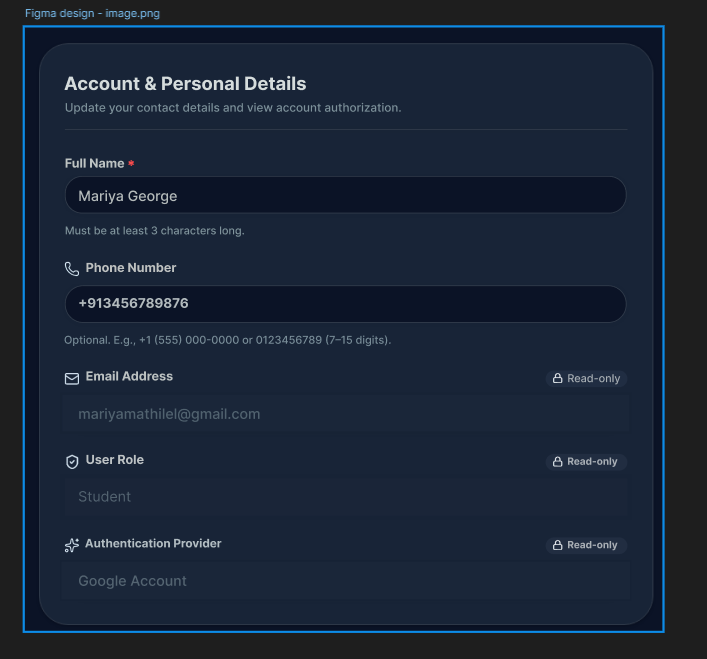 Figma design - image.png
Account & Personal Details
Update your contact details and view account authorization.
Full Name *
Mariya George
Must be at least 3 characters long.
Phone Number
+913456789876
Optional. E.g., +1 (555) 000-0000 or 0123456789 (7–15 digits).
Email Address
Read-only
mariyamathilel@gmail.com
User Role
Read-only
Student
Authentication Provider
Read-only
Google Account